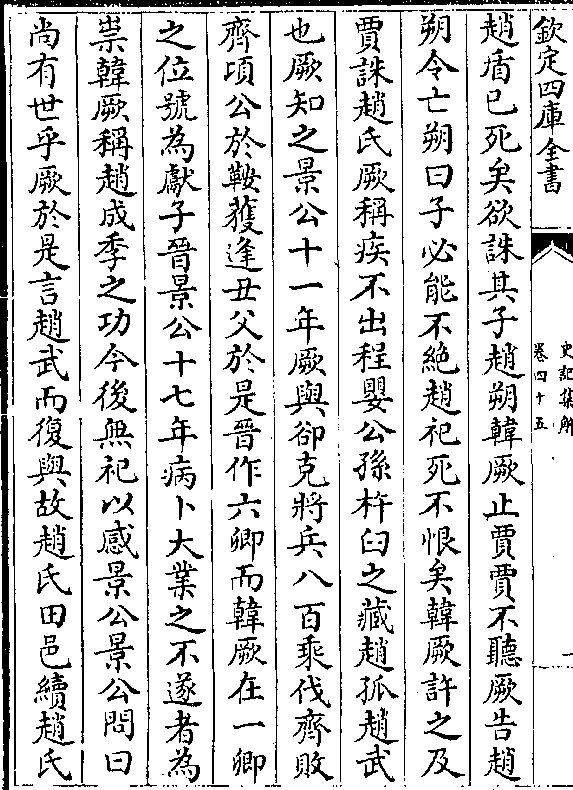 欽定四庫全書
史記集解
卷四十五
一
趙盾已死矣欲誅其子趙朔韓厥止賈賈不聽厥告趙
朔令亡朔曰子必能不絶趙祀死不恨矣韓厥許之及
賈誅趙氏厥稱疾不出程嬰公孫杵臼之藏趙孤趙武
也厥知之景公十一年厥與卻克將兵八百乘伐齊敗
齊頃公於鞍獲逢丑父於是晉作六卿而韓厥在一卿
之位號為獻子晉景公十七年病卜大業之不遂者為
祟韓厥稱趙成季之功今後無祀以感景公景公問曰
尚有世乎厥於是言趙武而復與故趙氏田邑續趙氏